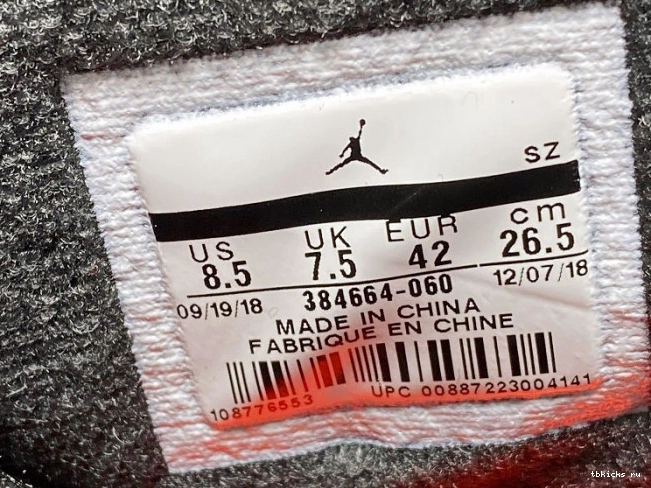 SZ
US UK EUR cm
8.5 7.5 42 26.5
09/19/18 384664-060 12/07/18
MADE IN CHINA
FABRIQUE EN CHINE
108776553 UPC 00887223004141
tbkicks.ru